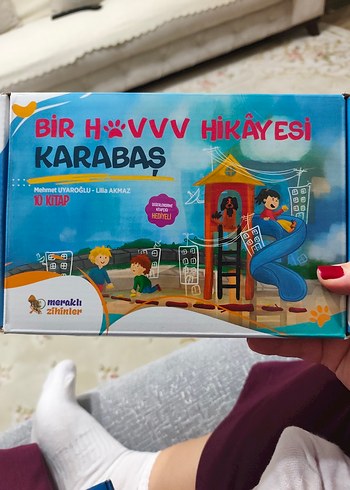 BİR HAVVV HİKÂYESİ
KARABAŞ
Mehmet UYAROĞLU - Lilia AKMAZ
10 KİTAP
HEDİYELİ
meraklı
zihinler